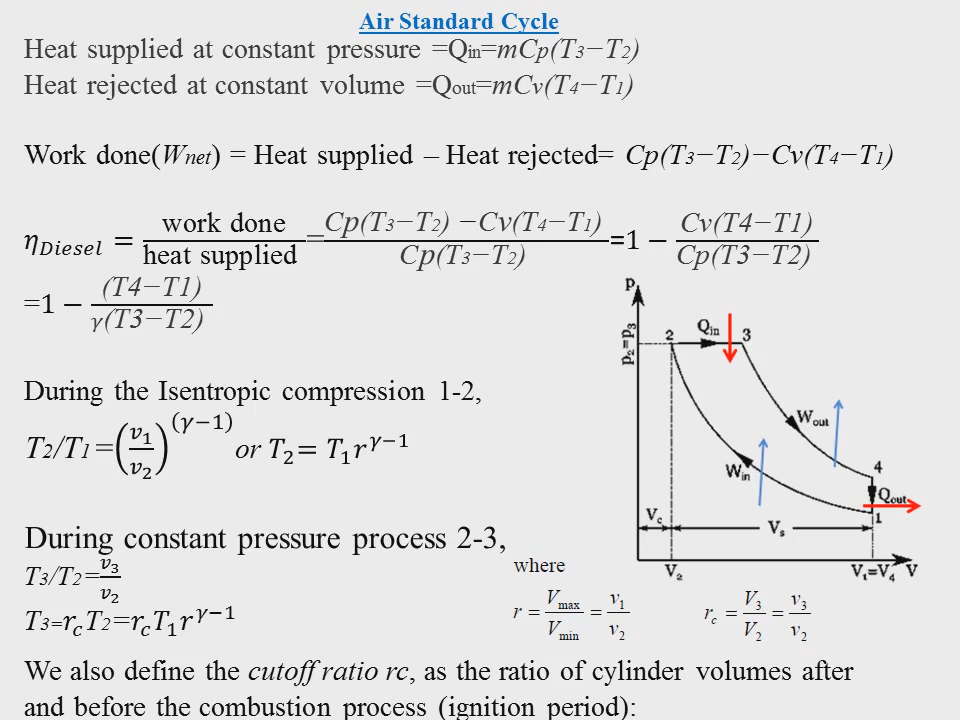 Air Standard Cycle
Heat supplied at constant pressure =Qin=mCp(T3−T2)
Heat rejected at constant volume =Qout=mCv(T4−T1)
Work done(Wnet) = Heat supplied – Heat rejected= Cp(T3−T2)−Cv(T4−T1)
ηDiesel = work done / heat supplied = Cp(T3−T2) −Cv(T4−T1) / Cp(T3−T2) =1 − Cv(T4−T1) / Cp(T3−T2)
=1 − (T4−T1) / γ(T3−T2)
During the Isentropic compression 1-2,
T2/T1 =(v1/v2)^(γ−1) or T2= T1r^γ−1
During constant pressure process 2-3,
T3/T2=v3/v2
T3=rcT2=rcT1r^γ−1
We also define the cutoff ratio rc, as the ratio of cylinder volumes after
and before the combustion process (ignition period):
p
p2=p3
2
Qin
3
Wout
Win
4
Qout
1
Vc
Vs
V2
V1=V4
V
where
r = Vmax/Vmin = v1/v2
rc = V3/V2 = v3/v2